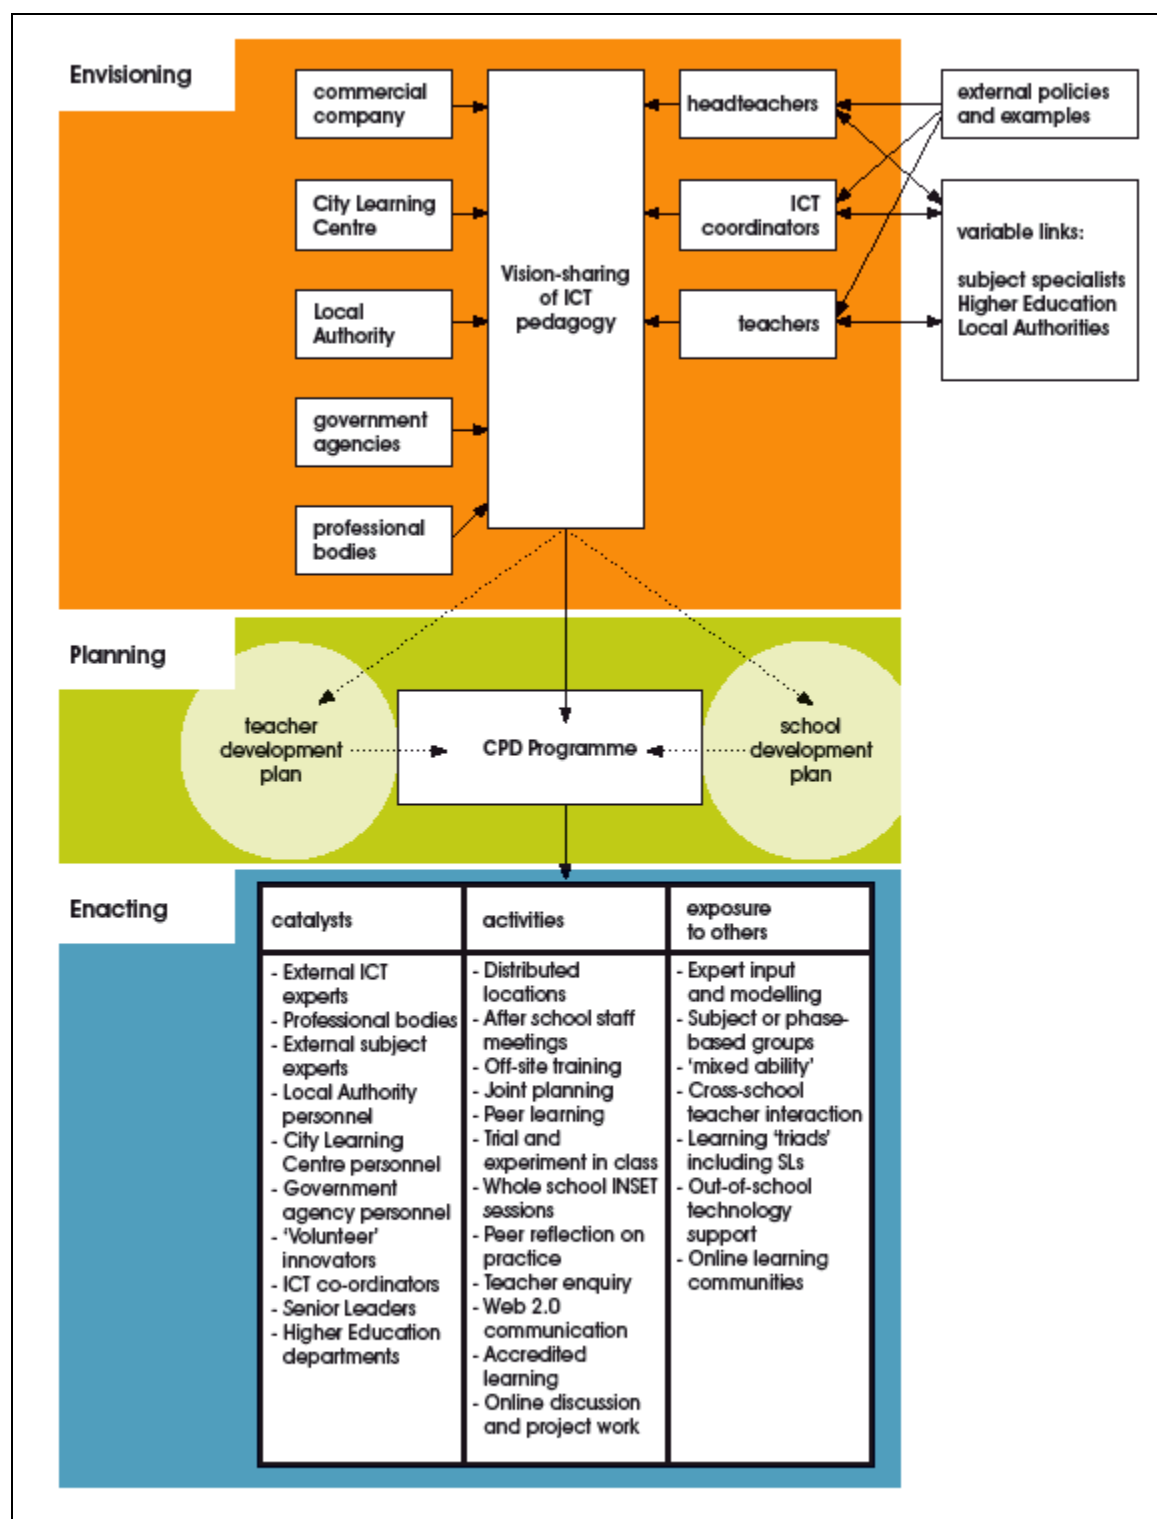 Envisioning
commercial
company
City Learning
Centre
Local
Authority
government
agencies
professional
bodies
Vision-sharing
of ICT
pedagogy
headteachers
ICT
coordinators
teachers
external policies
and examples
variable links:
subject specialists
Higher Education
Local Authorities
Planning
teacher
development
plan
CPD Programme
school
development
plan
Enacting
catalysts
- External ICT
experts
- Professional bodies
- External subject
experts
- Local Authority
personnel
- City Learning
Centre personnel
- Government
agency personnel
- 'Volunteer'
innovators
- ICT co-ordinators
- Senior Leaders
- Higher Education
departments
activities
- Distributed
locations
- After school staff
meetings
- Off-site training
- Joint planning
- Peer learning
- Trial and
experiment in class
- Whole school INSET
sessions
- Peer reflection on
practice
- Teacher enquiry
- Web 2.0
communication
- Accredited
learning
- Online discussion
and project work
exposure
to others
- Expert input
and modelling
- Subject or phase-
based groups
- 'mixed ability'
- Cross-school
teacher interaction
- Learning 'triads'
including SLs
- Out-of-school
technology
support
- Online learning
communities